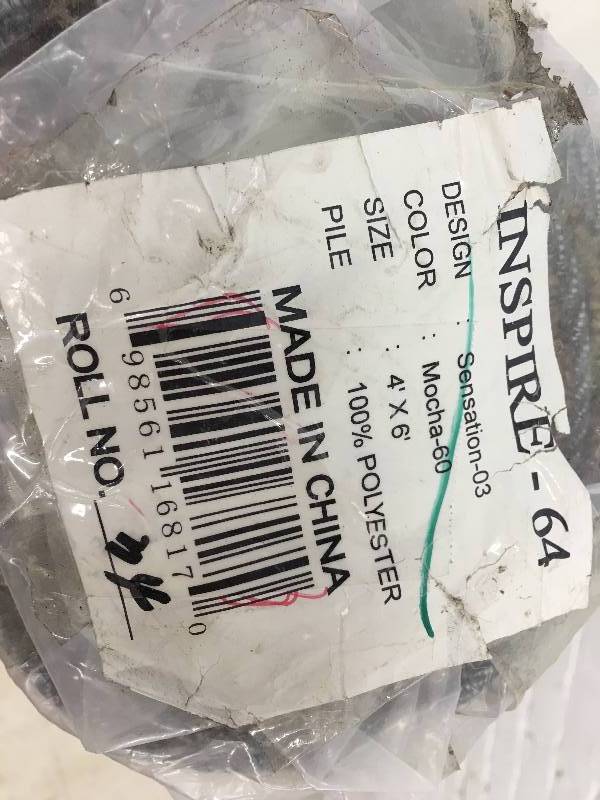 INSPIRE - 64
DESIGN : Sensation-03
COLOR : Mocha-60
SIZE : 4' X 6'
PILE : 100% POLYESTER
MADE IN CHINA
6 98561 16817 0
ROLL NO.